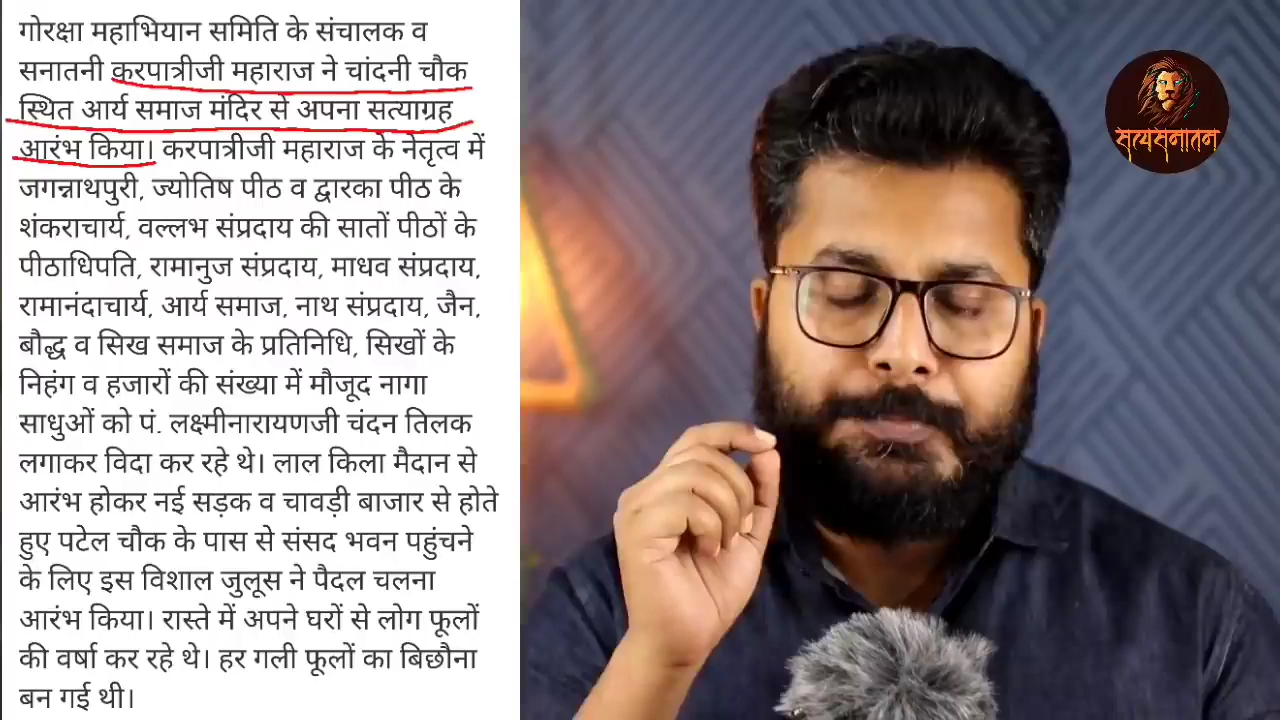 गोरक्षा महाभियान समिति के संचालक व
सनातनी करपात्रीजी महाराज ने चांदनी चौक
स्थित आर्य समाज मंदिर से अपना सत्याग्रह
आरंभ किया। करपात्रीजी महाराज के नेतृत्व में
जगन्नाथपुरी, ज्योतिष पीठ व द्वारका पीठ के
शंकराचार्य, वल्लभ संप्रदाय की सातों पीठों के
पीठाधिपति, रामानुज संप्रदाय, माधव संप्रदाय,
रामानंदाचार्य, आर्य समाज, नाथ संप्रदाय, जैन,
बौद्ध व सिख समाज के प्रतिनिधि, सिखों के
निहंग व हजारों की संख्या में मौजूद नागा
साधुओं को पं. लक्ष्मीनारायणजी चंदन तिलक
लगाकर विदा कर रहे थे। लाल किला मैदान से
आरंभ होकर नई सड़क व चावड़ी बाजार से होते
हुए पटेल चौक के पास से संसद भवन पहुंचने
के लिए इस विशाल जुलूस ने पैदल चलना
आरंभ किया। रास्ते में अपने घरों से लोग फूलों
की वर्षा कर रहे थे। हर गली फूलों का बिछौना
बन गई थी।
सत्यसनातन